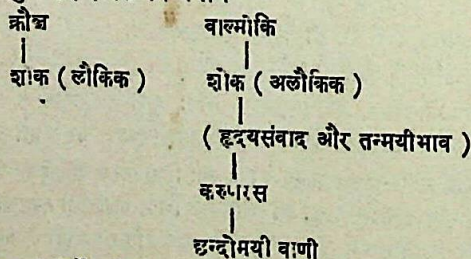 क्रौञ्च वाल्मीकि
शोक (लौकिक) शोक (अलौकिक)
(हृदयसंवाद और तन्मयीभाव)
करुणरस
छन्दोमयी वाणी